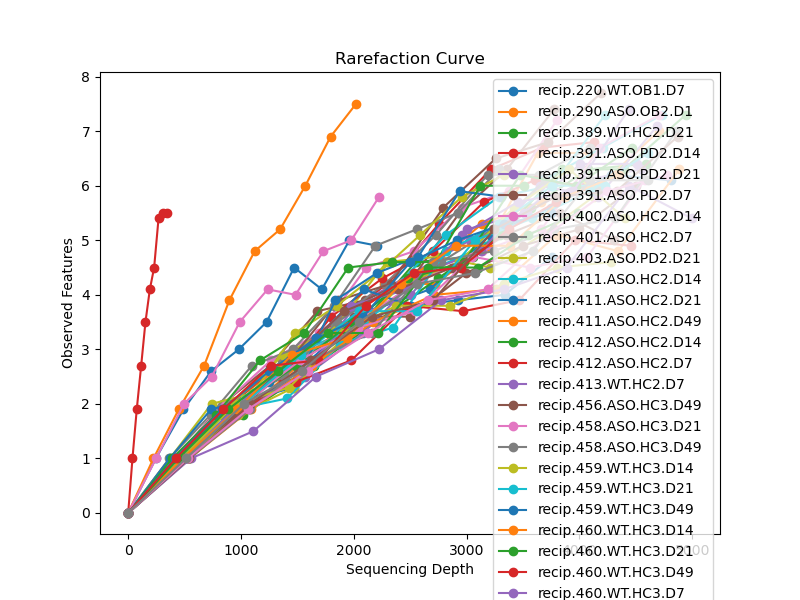 Rarefaction Curve
8
7
6
5
4
3
2
1
0
Observed Features
0
1000
2000
3000
4000
5000
Sequencing Depth
recip.220.WT.OB1.D7
recip.290.ASO.OB2.D1
recip.389.WT.HC2.D21
recip.391.ASO.PD2.D14
recip.391.ASO.PD2.D21
recip.391.ASO.PD2.D7
recip.400.ASO.HC2.D14
recip.401.ASO.HC2.D7
recip.403.ASO.PD2.D21
recip.411.ASO.HC2.D14
recip.411.ASO.HC2.D21
recip.411.ASO.HC2.D49
recip.412.ASO.HC2.D14
recip.412.ASO.HC2.D7
recip.413.WT.HC2.D7
recip.456.ASO.HC3.D49
recip.458.ASO.HC3.D21
recip.458.ASO.HC3.D49
recip.459.WT.HC3.D14
recip.459.WT.HC3.D21
recip.459.WT.HC3.D49
recip.460.WT.HC3.D14
recip.460.WT.HC3.D21
recip.460.WT.HC3.D49
recip.460.WT.HC3.D7